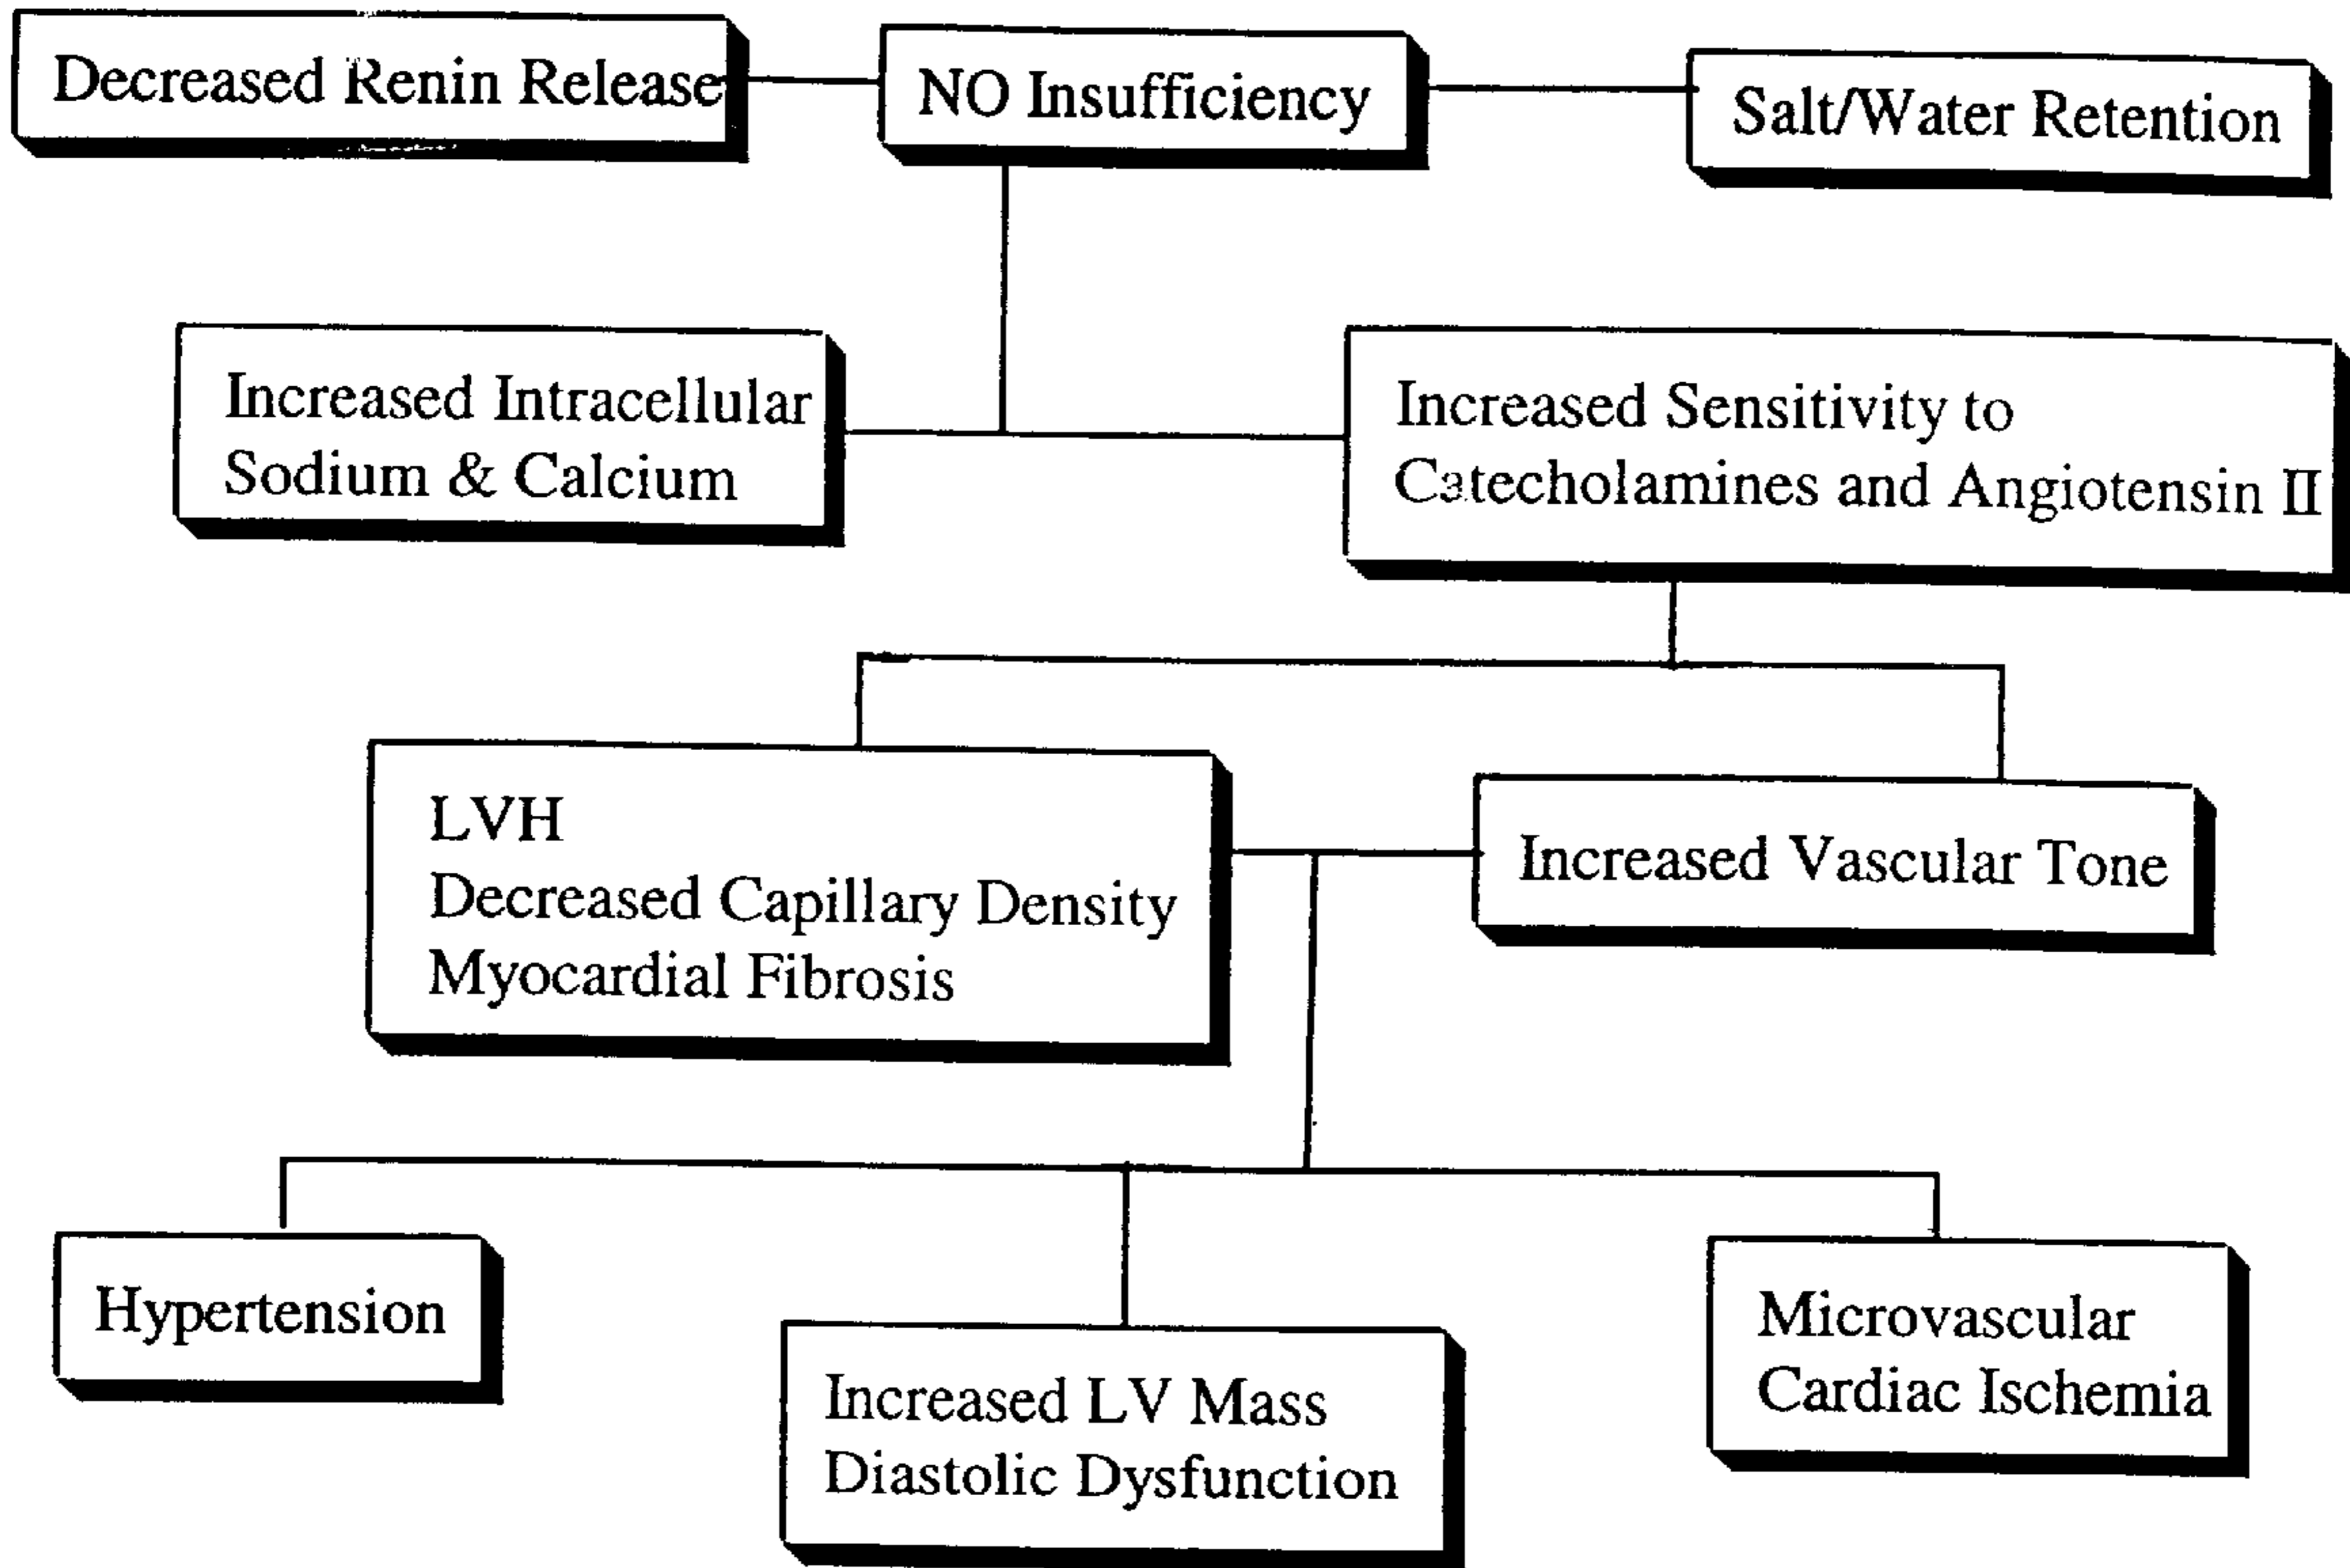 Decreased Renin Release
NO Insufficiency
Salt/Water Retention
Increased Intracellular
Sodium & Calcium
Increased Sensitivity to
Catecholamines and Angiotensin II
LVH
Decreased Capillary Density
Myocardial Fibrosis
Increased Vascular Tone
Hypertension
Increased LV Mass
Diastolic Dysfunction
Microvascular
Cardiac Ischemia